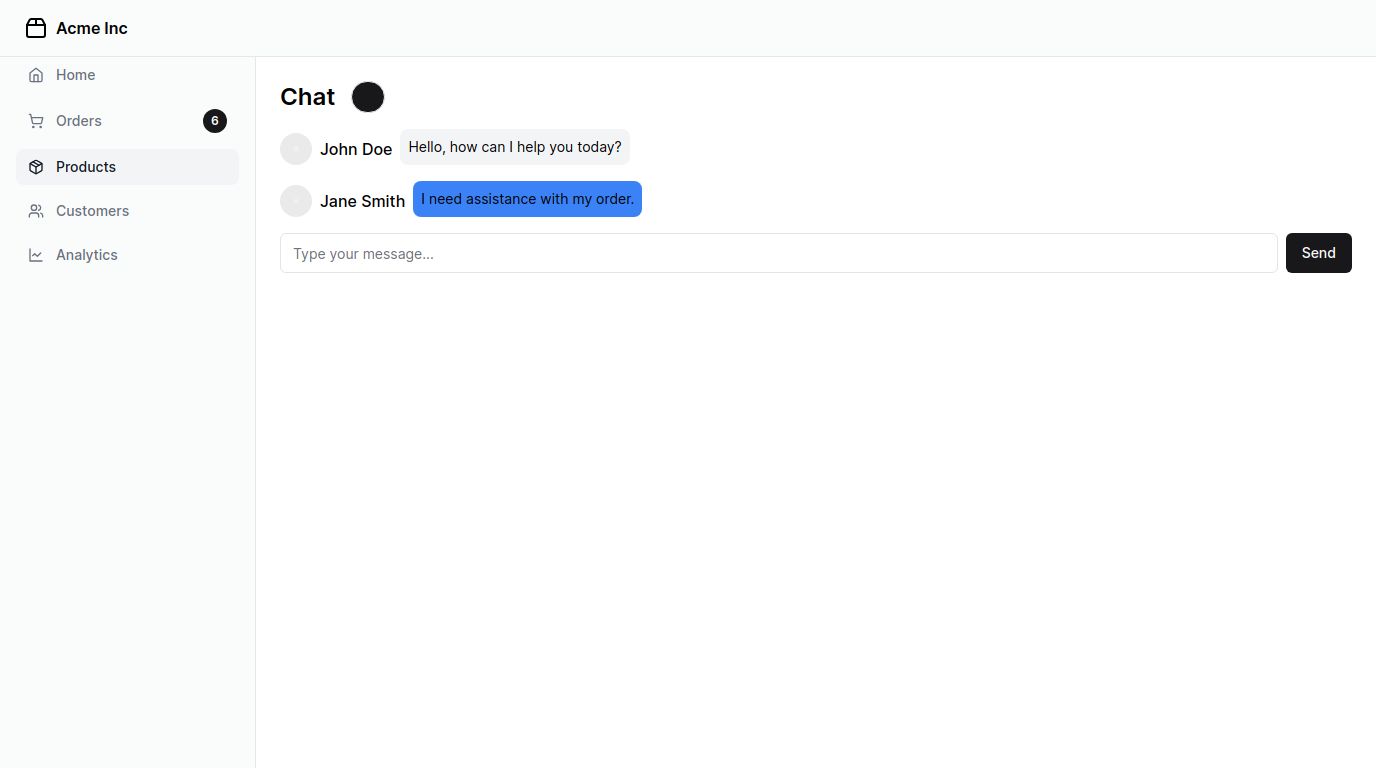 Acme Inc
Home
Orders
6
Products
Customers
Analytics
Chat
John Doe
Hello, how can I help you today?
Jane Smith
I need assistance with my order.
Type your message...
Send